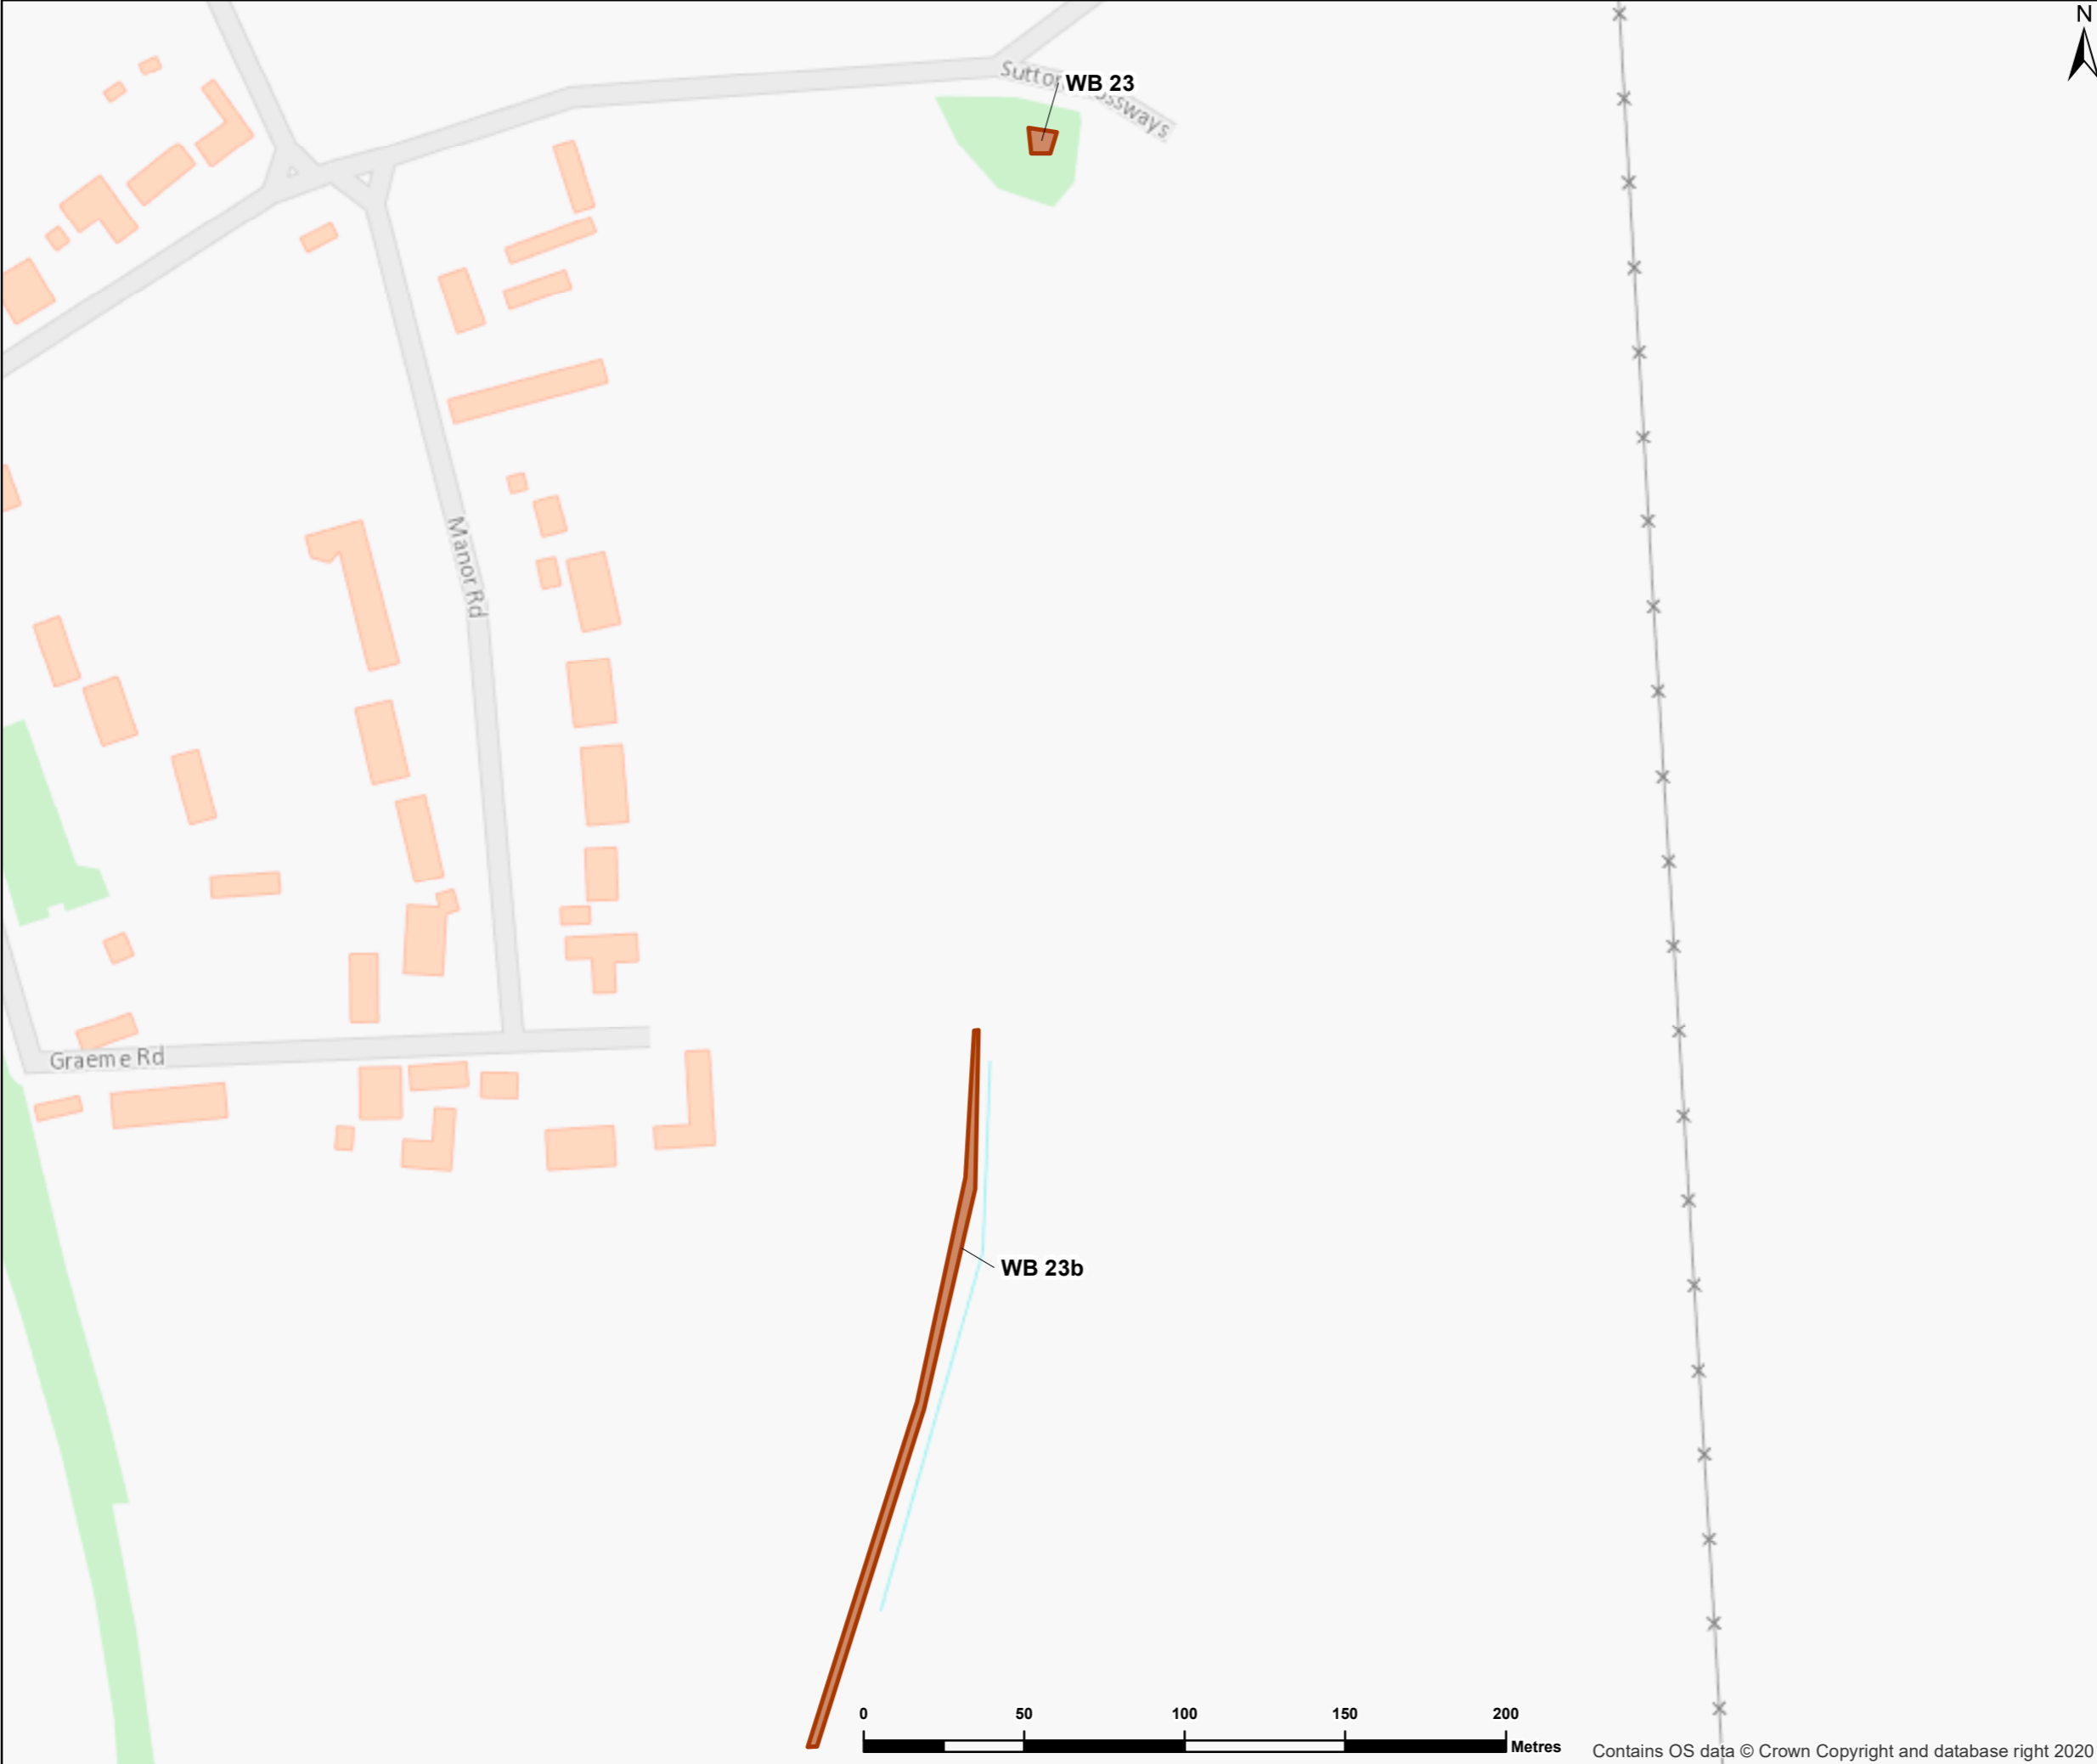 N
WB 23
Manor Rd
Graeme Rd
WB 23b
0 50 100 150 200
Metres
Contains OS data © Crown Copyright and database right 2020